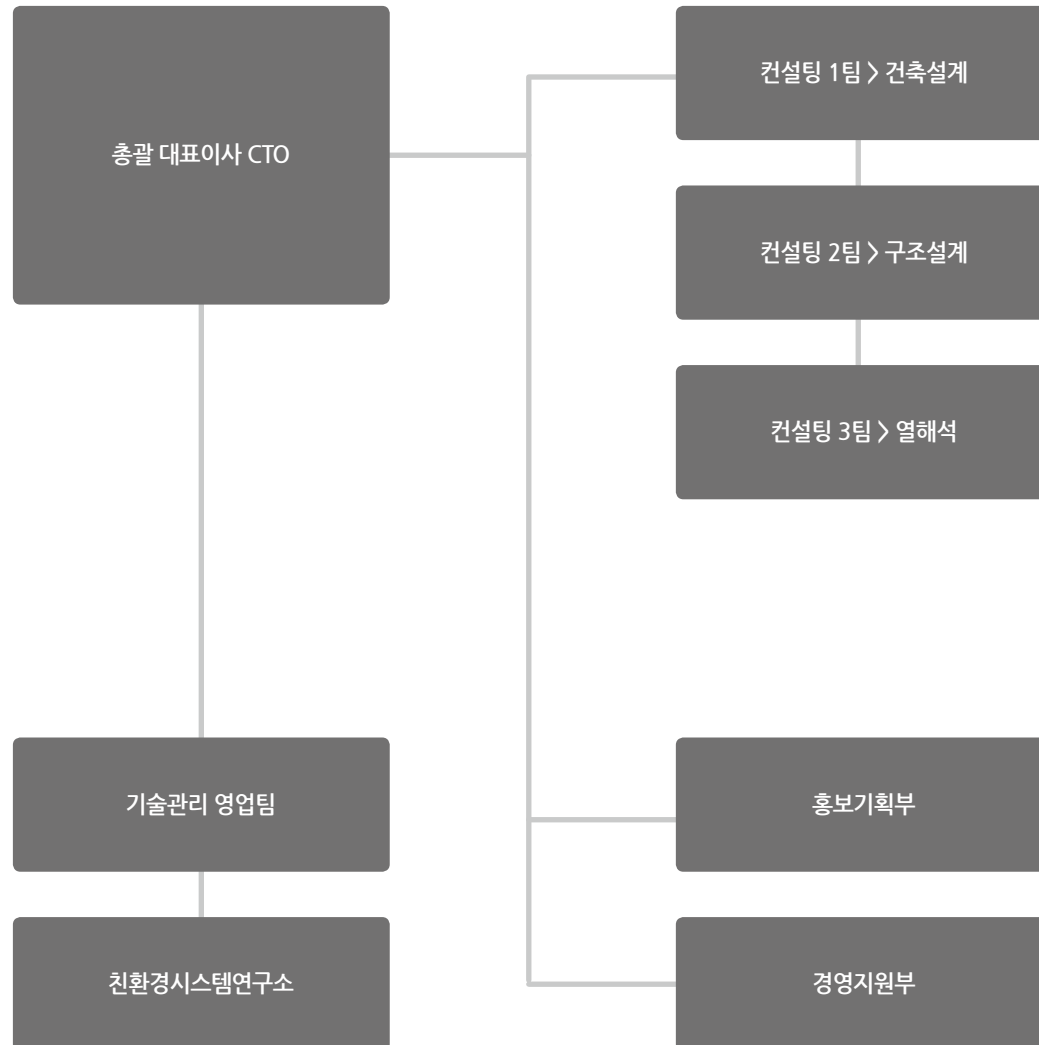 총괄 대표이사 CTO
컨설팅 1팀 > 건축설계
컨설팅 2팀 > 구조설계
컨설팅 3팀 > 열해석
기술관리 영업팀
홍보기획부
친환경시스템연구소
경영지원부